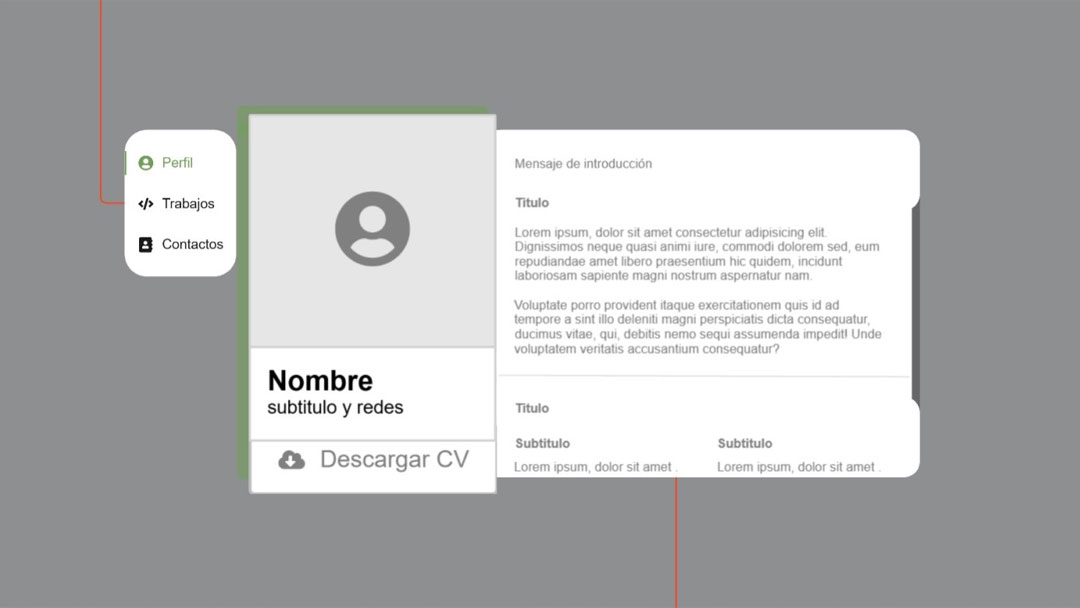 Perfil
Trabajos
Contactos
Nombre
subtitulo y redes
Descargar CV
Mensaje de introducción
Titulo
Lorem ipsum, dolor sit amet consectetur adipisicing elit.
Dignissimos neque quasi animi iure, commodi dolorem sed, eum
repudiandae amet libero praesentium hic quidem, incidunt
laboriosam sapiente magni nostrum aspernatur nam.
Voluptate porro provident itaque exercitationem quis id ad
tempore a sint illo deleniti magni perspiciatis dicta consequatur,
ducimus vitae, qui, debitis nemo sequi assumenda impedit! Unde
voluptatem veritatis accusantium consequatur?
Titulo
Subtitulo
Lorem ipsum, dolor sit amet .
Subtitulo
Lorem ipsum, dolor sit amet .